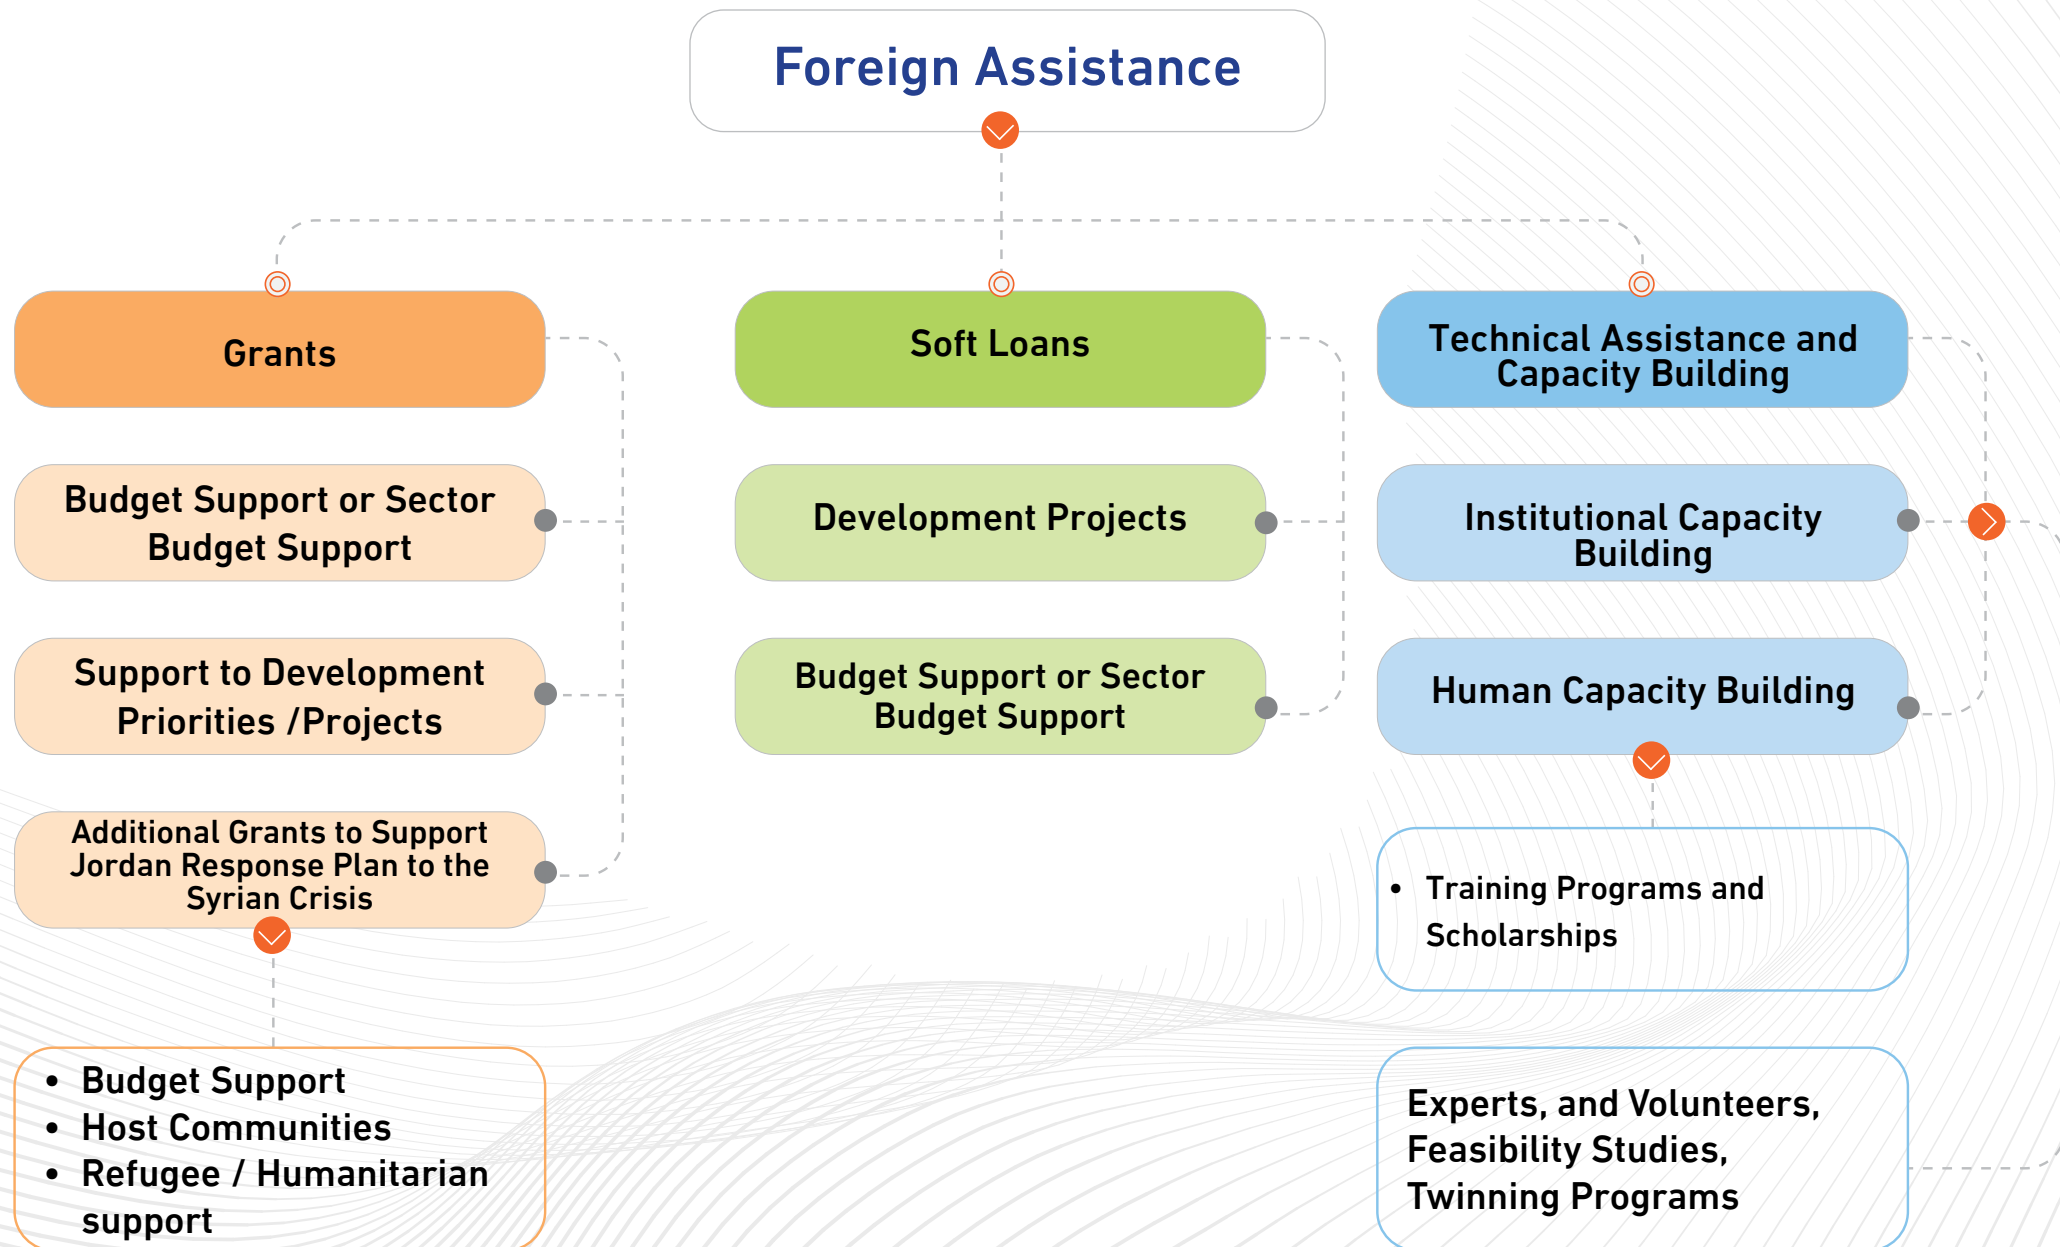 Foreign Assistance
Grants
Budget Support or Sector
Budget Support
Support to Development
Priorities /Projects
Additional Grants to Support
Jordan Response Plan to the
Syrian Crisis
• Budget Support
• Host Communities
• Refugee / Humanitarian
support
Soft Loans
Development Projects
Budget Support or Sector
Budget Support
Technical Assistance and
Capacity Building
Institutional Capacity
Building
Human Capacity Building
• Training Programs and
Scholarships
Experts, and Volunteers,
Feasibility Studies,
Twinning Programs